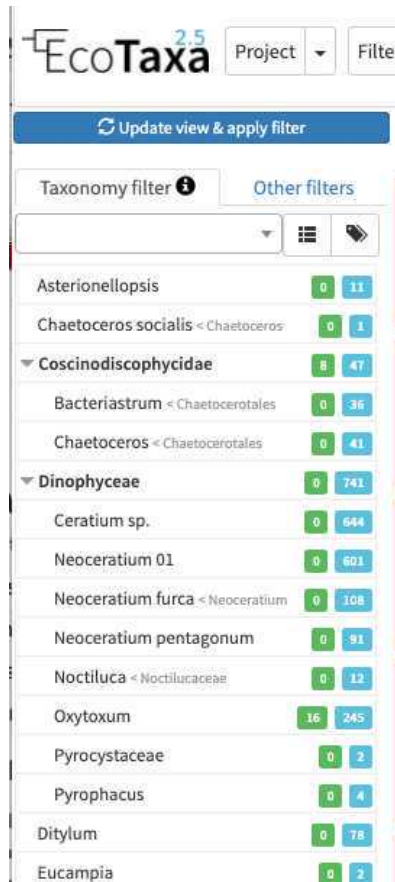 EcoTaxa 2.5 Project Filte
Update view & apply filter
Taxonomy filter Other filters
Asterionellopsis 0 11
Chaetoceros socialis < Chaetoceros 0 1
Coscinodiscophycidae 8 47
Bacteriastrum < Chaetocerotales 0 36
Chaetoceros < Chaetocerotales 0 41
Dinophyceae 0 741
Ceratium sp. 0 644
Neoceratium 01 0 601
Neoceratium furca < Neoceratium 0 108
Neoceratium pentagonum 0 91
Noctiluca < Noctilucaceae 0 12
Oxytoxum 16 245
Pyrocystaceae 0 2
Pyrophacus 0 4
Ditylum 0 78
Eucampia 0 2